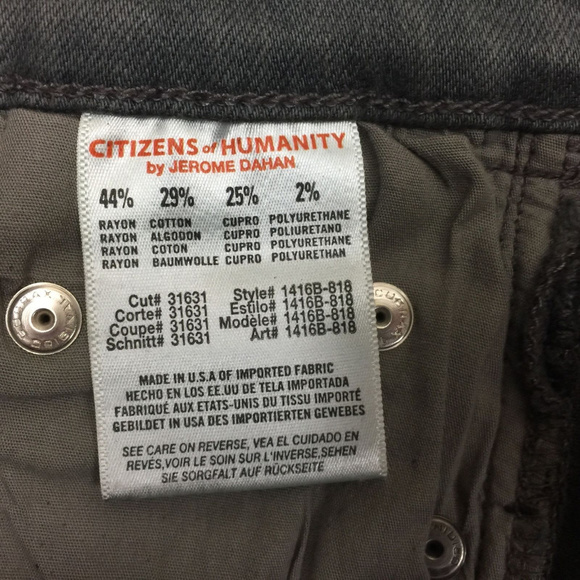 CITIZENS of HUMANITY
by JEROME DAHAN
44% 29% 25% 2%
RAYON COTTON CUPRO POLYURETHANE
RAYON ALGODON CUPRO POLIURETANO
RAYON COTON CUPRO POLYURETHANE
RAYON BAUMWOLLE CUPRO POLYURETHAN
Cut# 31631 Style# 1416B-818
Corte# 31631 Estilo# 1416B-818
Coupe# 31631 Modèle# 1416B-818
Schnitt# 31631 Art# 1416B-818
MADE IN U.S.A OF IMPORTED FABRIC
HECHO EN LOS EE.UU DE TELA IMPORTADA
FABRIQUÉ AUX ETATS-UNIS DU TISSU IMPORTÉ
GEBILDET IN USA DES IMPORTIERTEN GEWEBES
SEE CARE ON REVERSE, VEA EL CUIDADO EN
REVÉS,VOIR LE SOIN SUR L'INVERSE,SEHEN
SIE SORGFALT AUF RÜCKSEITE